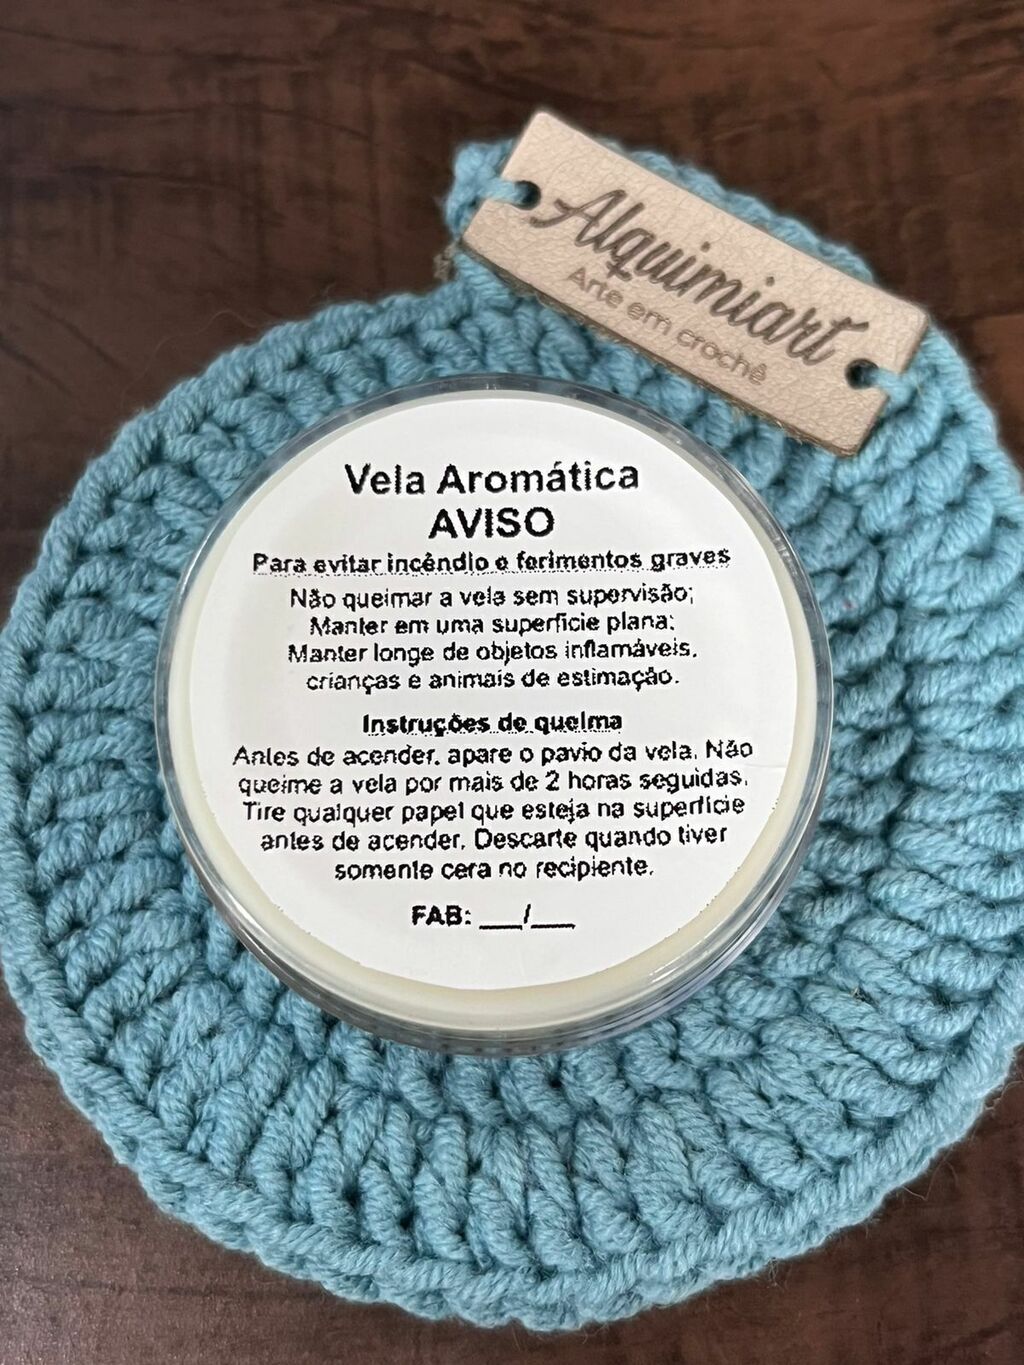 Alquimiart
Arte em crochê
Vela Aromática
AVISO
Para evitar incêndio e ferimentos graves
Não queimar a vela sem supervisão;
Manter em uma superfície plana;
Manter longe de objetos inflamáveis,
crianças e animais de estimação.
Instruções de queima
Antes de acender, apare o pavio da vela. Não
queime a vela por mais de 2 horas seguidas.
Tire qualquer papel que esteja na superfície
antes de acender. Descarte quando tiver
somente cera no recipiente.
FAB: ___/___